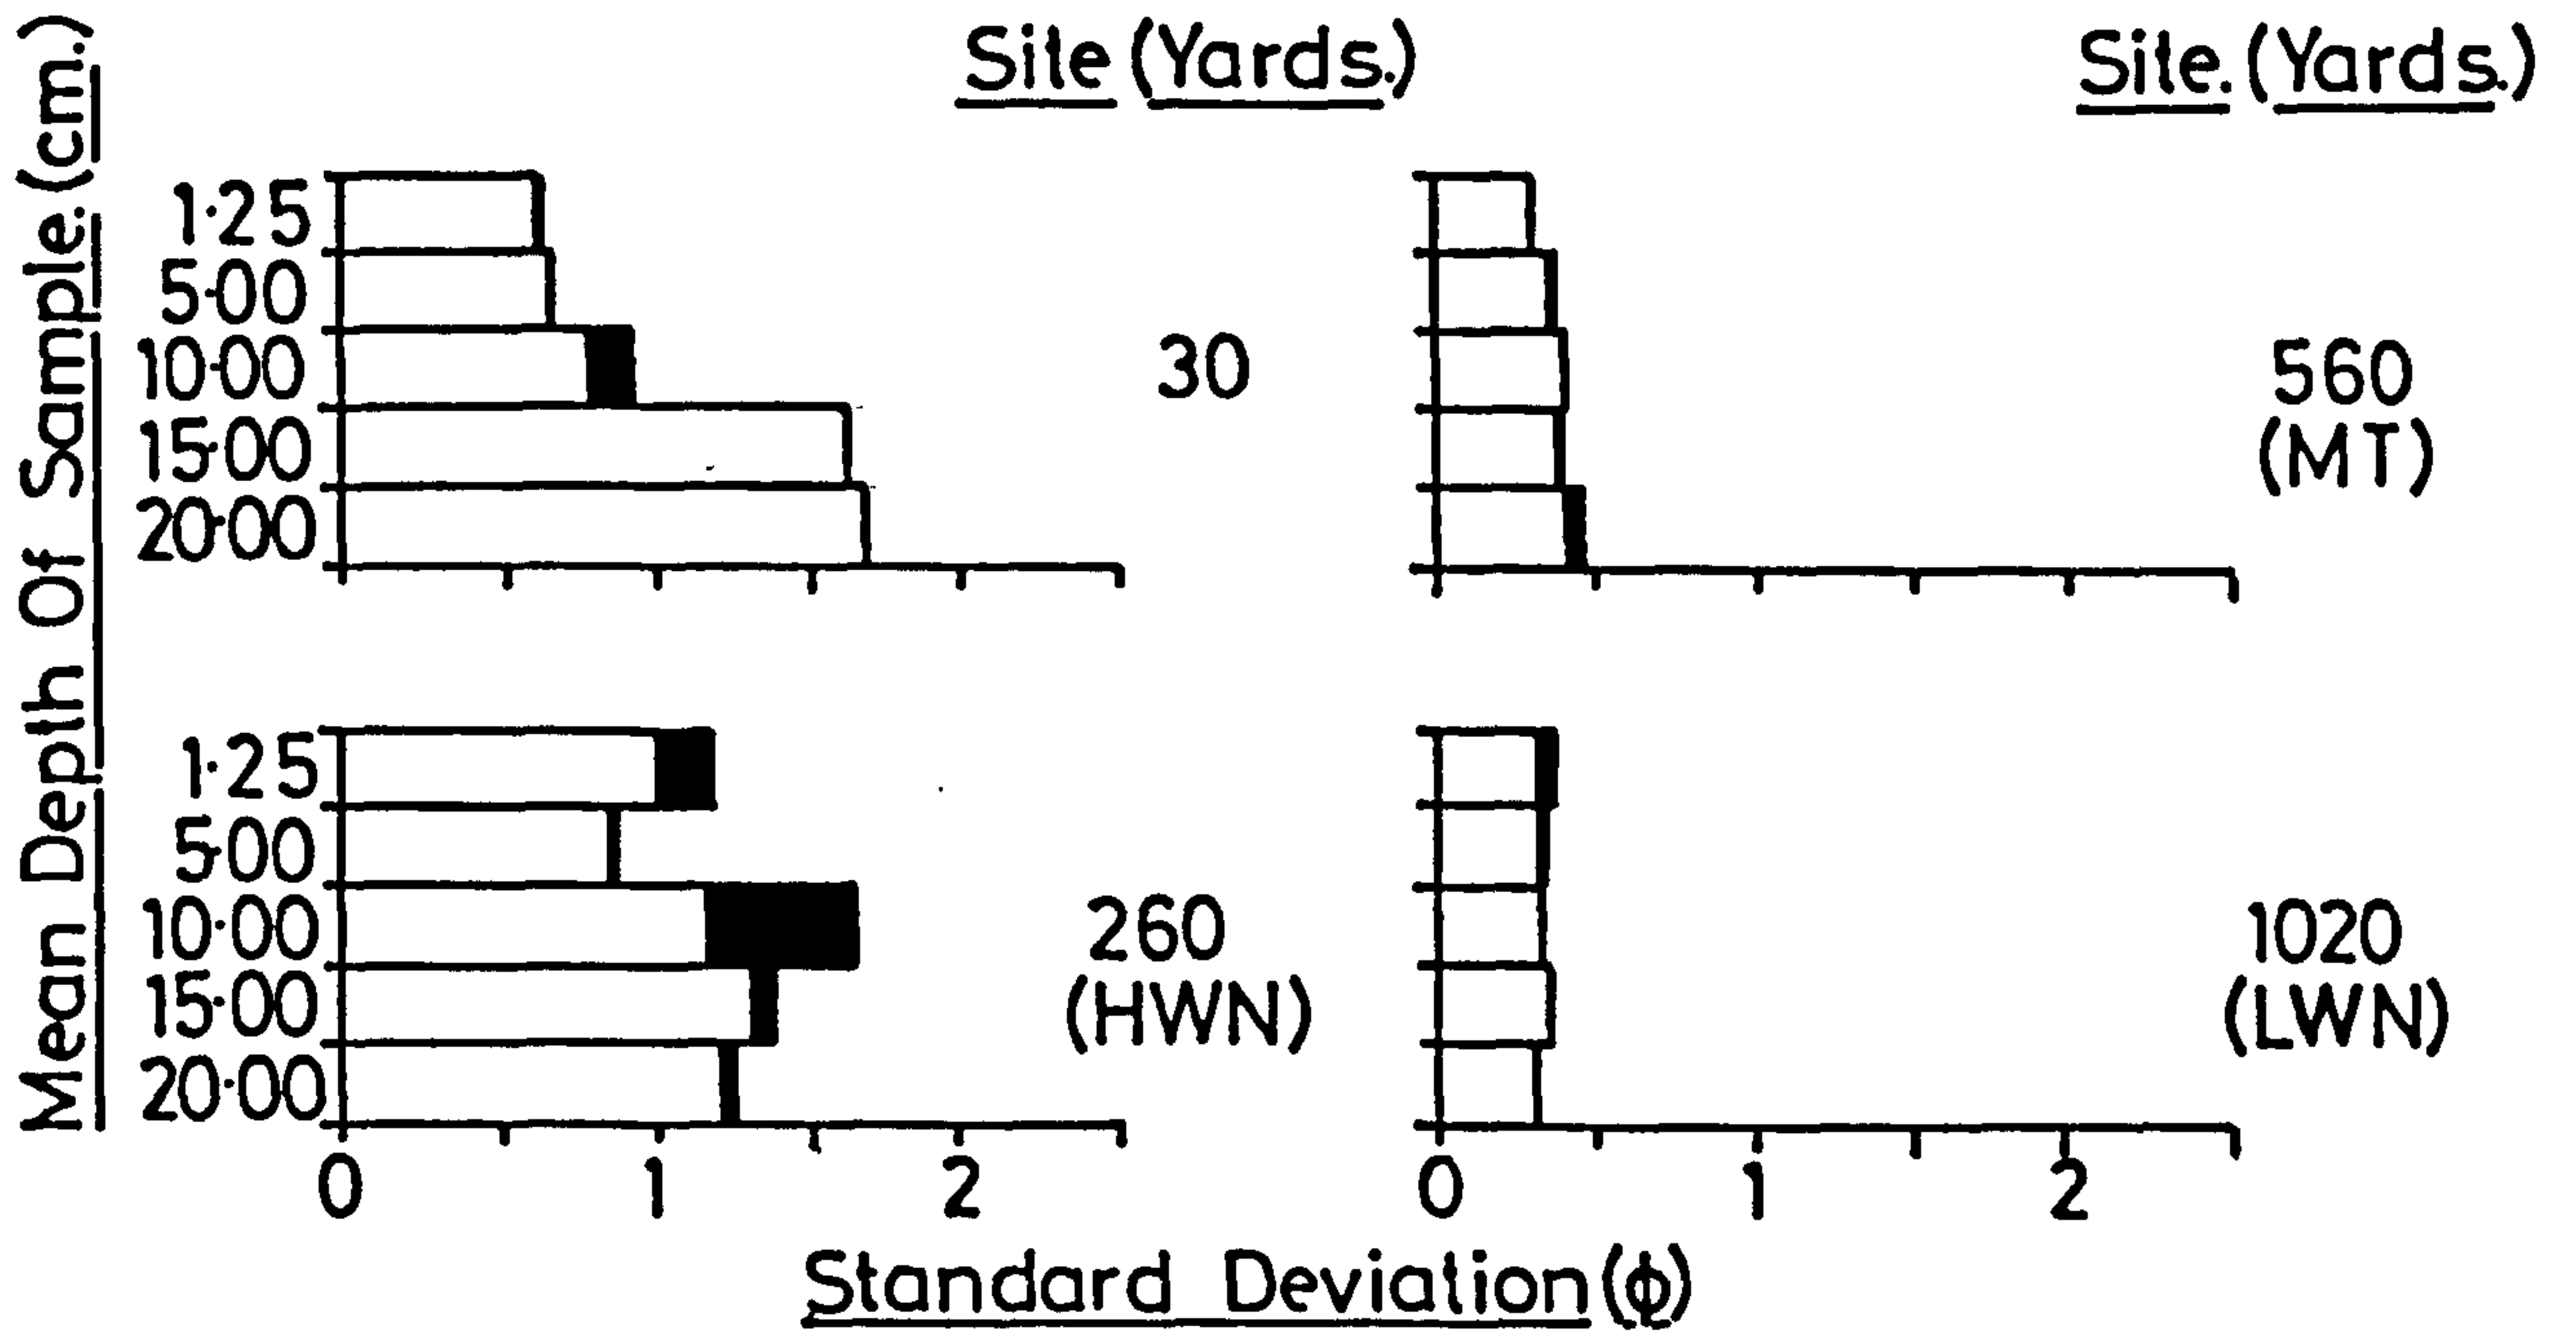 Site (Yards.)
Site. (Yards.)
Mean Depth Of Sample. (cm.)
1·25
5·00
10·00
15·00
20·00
30
560
(MT)
1·25
5·00
10·00
15·00
20·00
260
(HWN)
1020
(LWN)
0 1 2
0 1 2
Standard Deviation (ϕ)